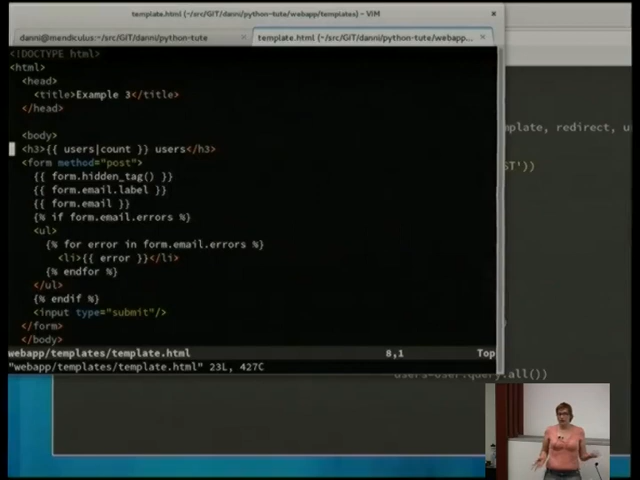 template.html (~/src/GIT/danni/python-tute/webapp/templates) - VIM
danni@mendiculus:~/src/GIT/danni/python-tute
template.html (~/src/GIT/danni/python-tute/webapp...
<!DOCTYPE html>
<html>
<head>
<title>Example 3</title>
</head>
<body>
<h3>{{ users|count }} users</h3>
<form method="post">
{{ form.hidden_tag() }}
{{ form.email.label }}
{{ form.email }}
{% if form.email.errors %}
<ul>
{% for error in form.email.errors %}
<li>{{ error }}</li>
{% endfor %}
</ul>
{% endif %}
<input type="submit"/>
</form>
</body>
webapp/templates/template.html 8,1 Top
"webapp/templates/template.html" 23L, 427C
emplate, redirect, u
ST'))
users=User.query.all())